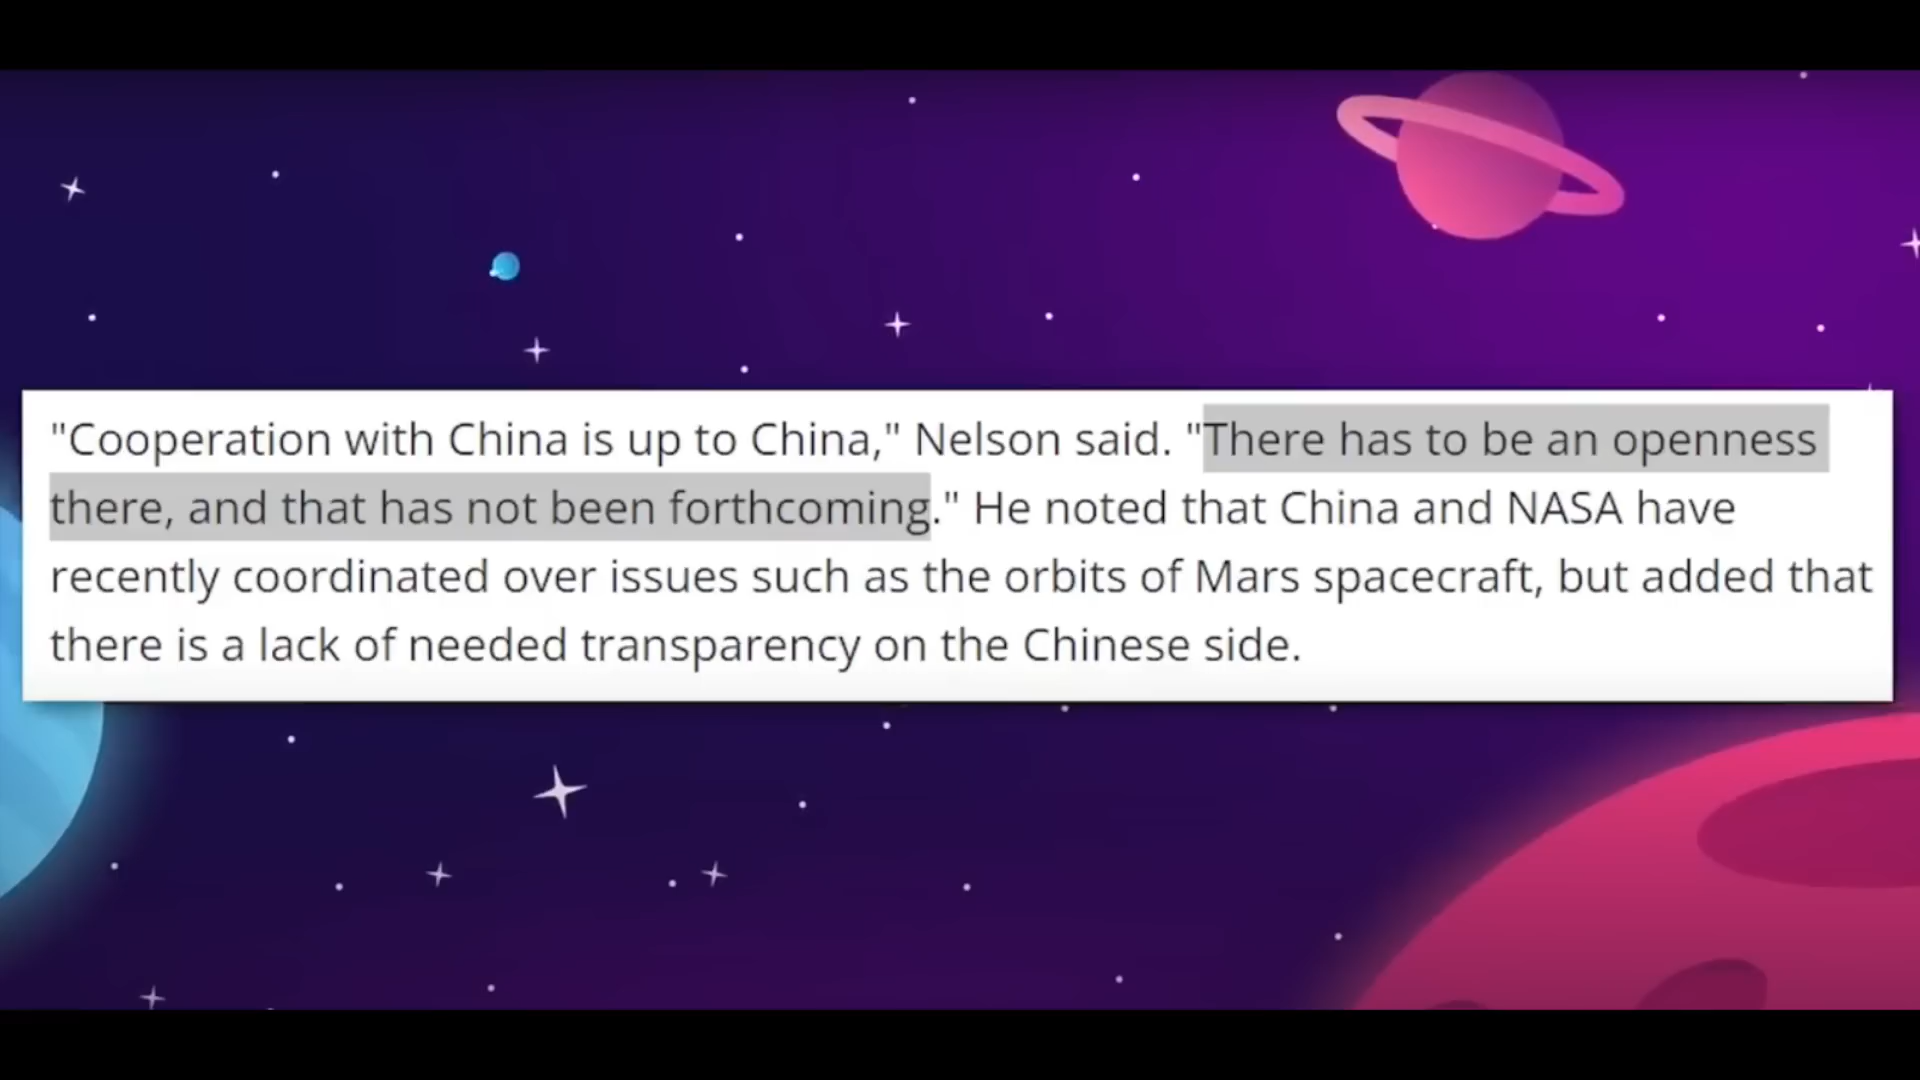 "Cooperation with China is up to China," Nelson said. "There has to be an openness
there, and that has not been forthcoming." He noted that China and NASA have
recently coordinated over issues such as the orbits of Mars spacecraft, but added that
there is a lack of needed transparency on the Chinese side.